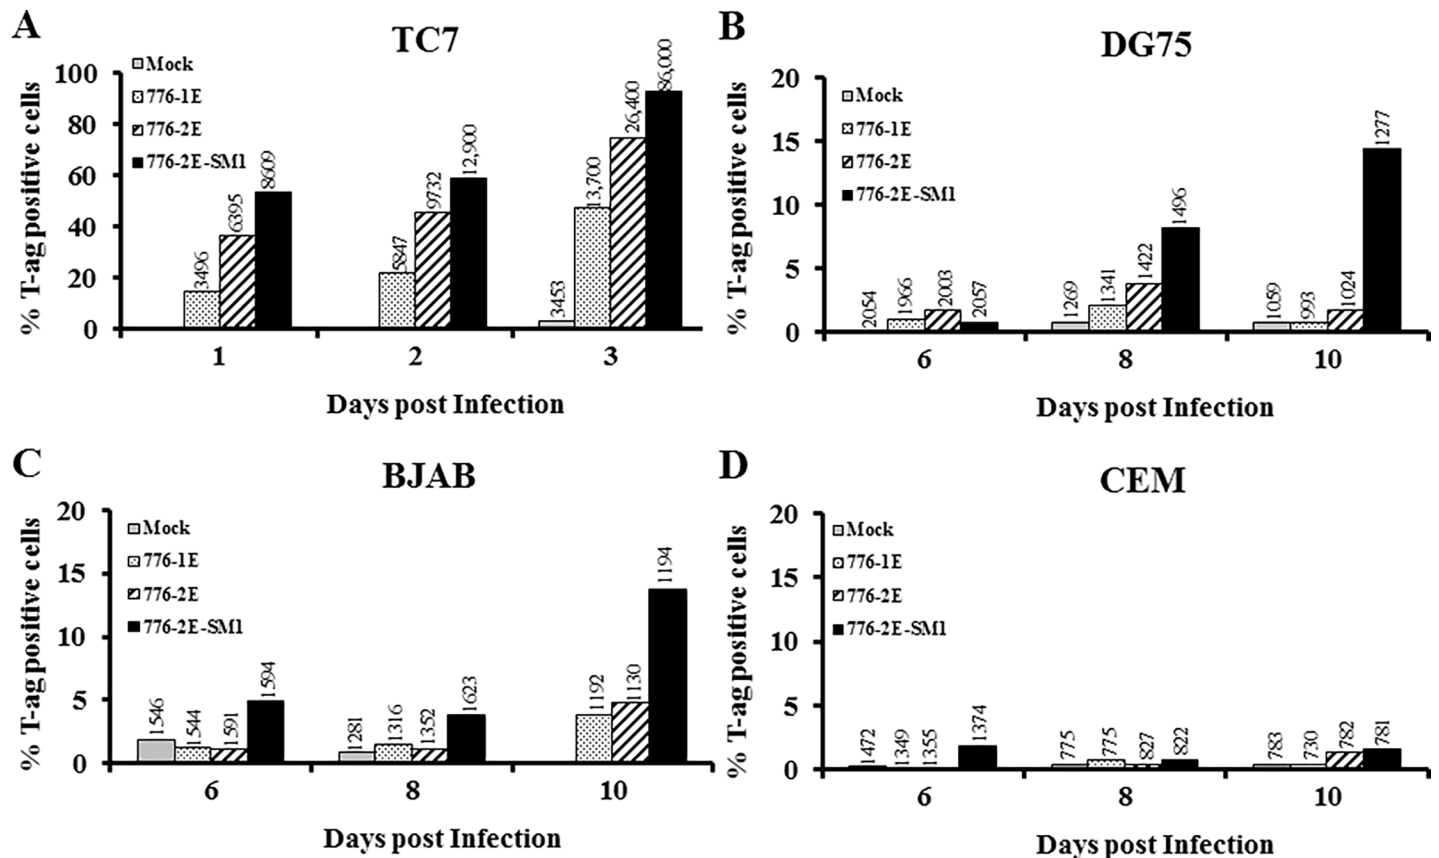 A
TC7
% T-ag positive cells
100
80
60
40
20
0
Mock
776-1E
776-2E
776-2E-SM1
3496
6395
8609
5847
9732
12,900
3453
13,700
26,400
86,000
1
2
3
Days post Infection
B
DG75
% T-ag positive cells
20
15
10
5
0
Mock
776-1E
776-2E
776-2E-SM1
2054
1966
2003
2057
1269
1341
1422
1496
1059
993
1024
1277
6
8
10
Days post Infection
C
BJAB
% T-ag positive cells
20
15
10
5
0
Mock
776-1E
776-2E
776-2E-SM1
1546
1544
1591
1594
1281
1316
1352
1623
1192
1130
1194
6
8
10
Days post Infection
D
CEM
% T-ag positive cells
20
15
10
5
0
Mock
776-1E
776-2E
776-2E-SM1
1472
1349
1355
1374
775
775
827
822
783
730
782
781
6
8
10
Days post Infection